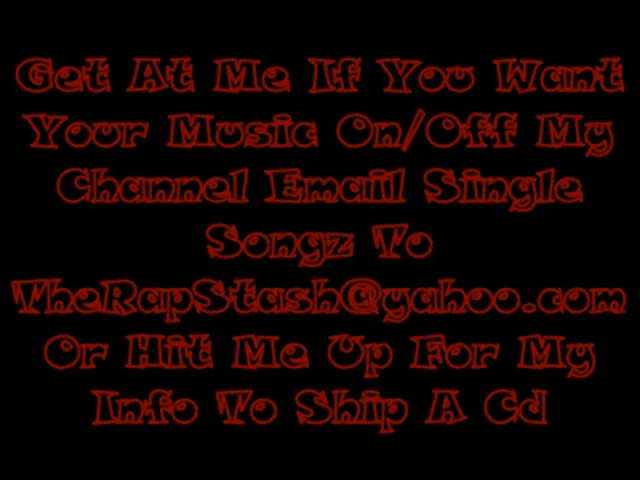 Get At Me If You Want
Your Music On/Off My
Channel Email Single
Songz To
TheRapStash@yahoo.com
Or Hit Me Up For My
Info To Ship A Cd